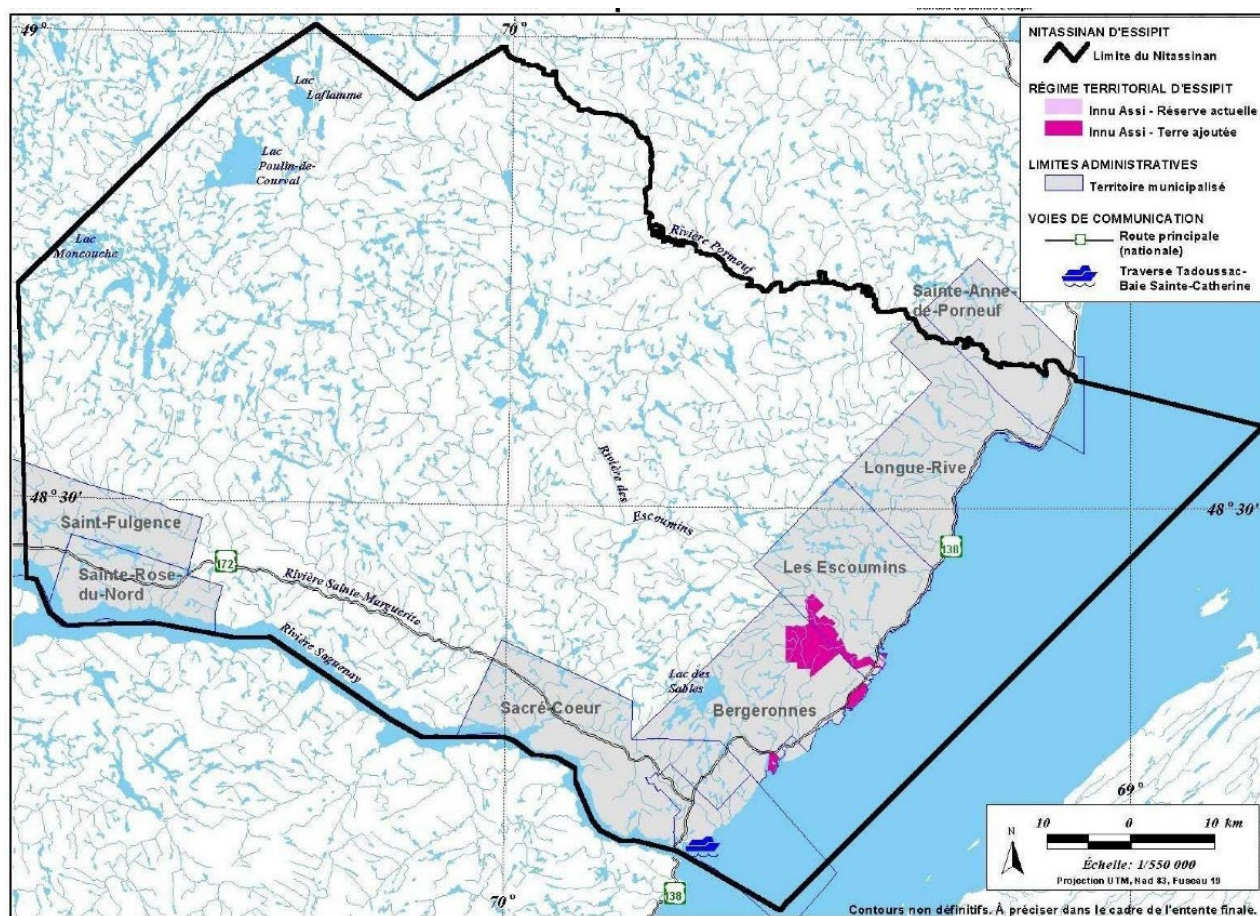 49°
70°
NITASSINAN D'ESSIPIT
Limite du Nitassinan
RÉGIME TERRITORIAL D'ESSIPIT
Innu Assi - Réserve actuelle
Innu Assi - Terre ajoutée
LIMITES ADMINISTRATIVES
Territoire municipalisé
VOIES DE COMMUNICATION
Route principale
(nationale)
Traverse Tadoussac-
Baie Sainte-Catherine
Lac
Laflamme
Lac
Poulin-de-
Courval
Lac
Moncouche
Rivière Pormeuf
Sainte-Anne-
de-Porneuf
Longue-Rive
Rivière des
Escoumins
48° 30'
48° 30'
Saint-Fulgence
138
172
Sainte-Rose-
du-Nord
Les Escoumins
Rivière Sainte-Marguerite
Rivière Saguenay
Lac des
Sables
Sacré-Coeur
Bergeronnes
69°
138
70°
N
10 0 10 km
Échelle: 1/550 000
Projection UTM, Nad 83, Fuseau 19
Contours non définitifs. À préciser dans le cadre de l'entente finale.